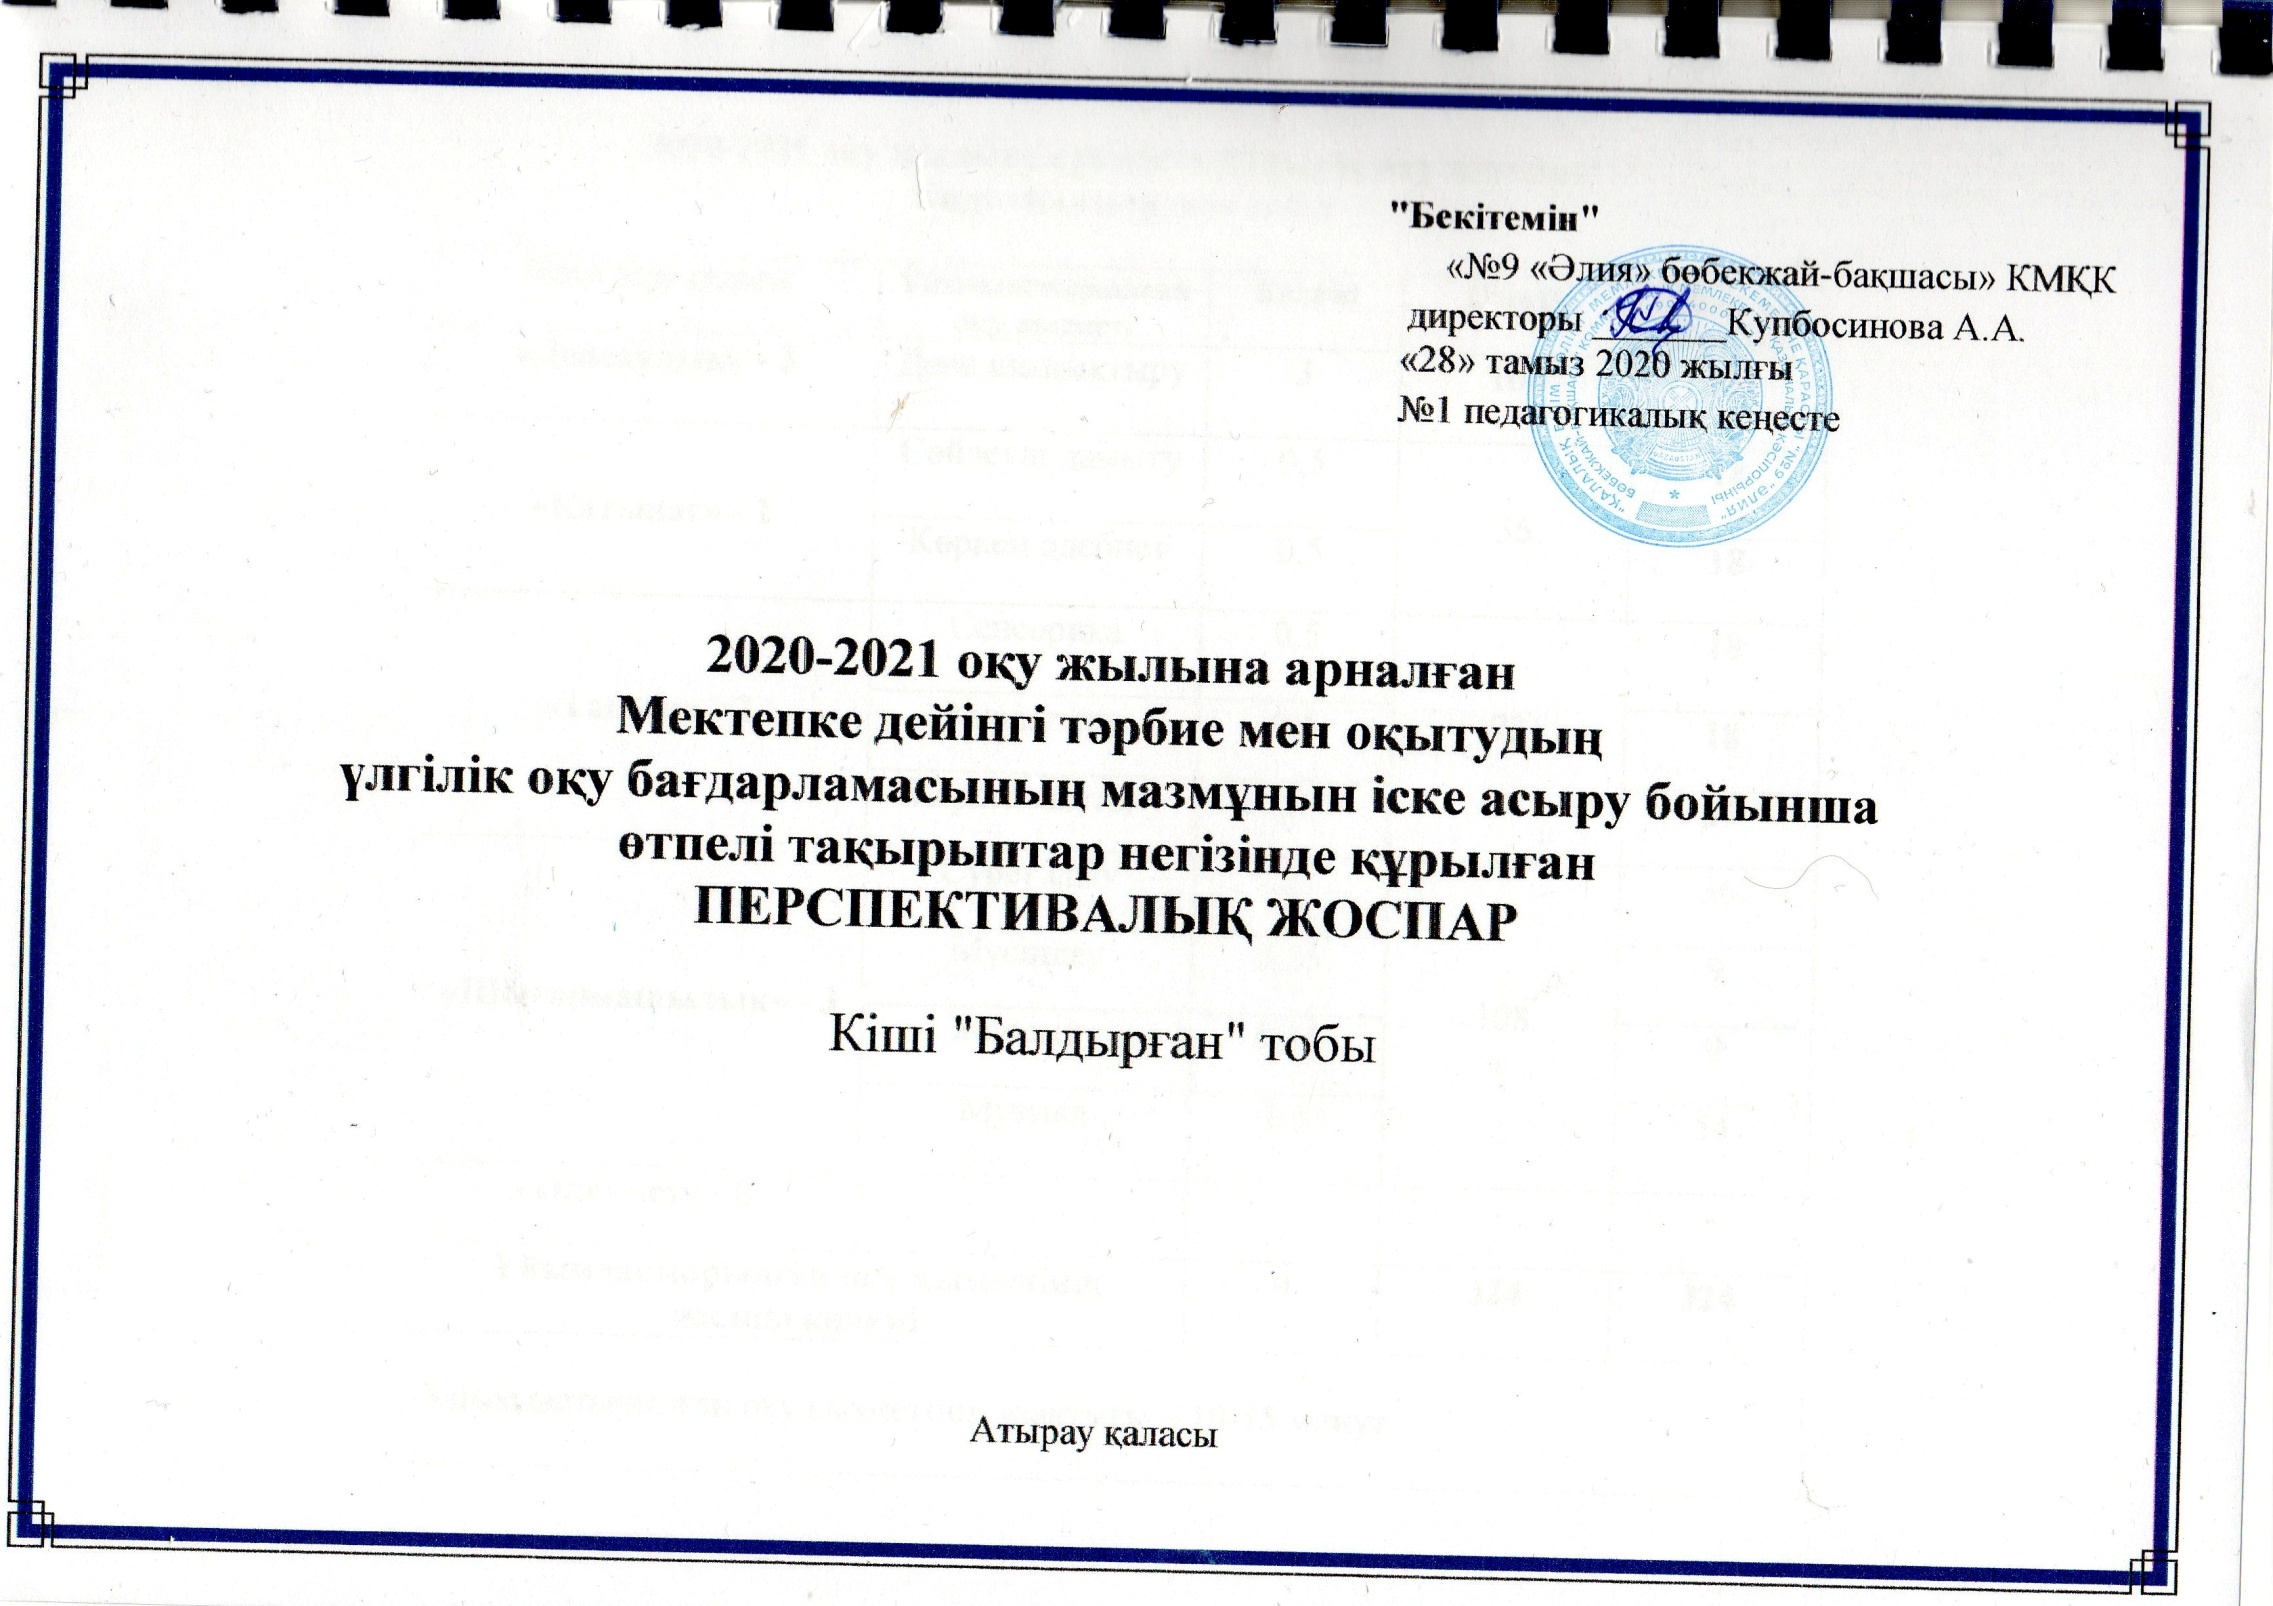 "Бекітемін"
«№9 «Әлия» бөбекжай-бақшасы» КМҚК
директоры _______Купбосинова А.А.
«28» тамыз 2020 жылғы
№1 педагогикалық кеңесте
2020-2021 оқу жылына арналған
Мектепке дейінгі тәрбие мен оқытудың
үлгілік оқу бағдарламасының мазмұнын іске асыру бойынша
өтпелі тақырыптар негізінде құрылған
ПЕРСПЕКТИВАЛЫҚ ЖОСПАР
Кіші "Балдырған" тобы
Атырау қаласы